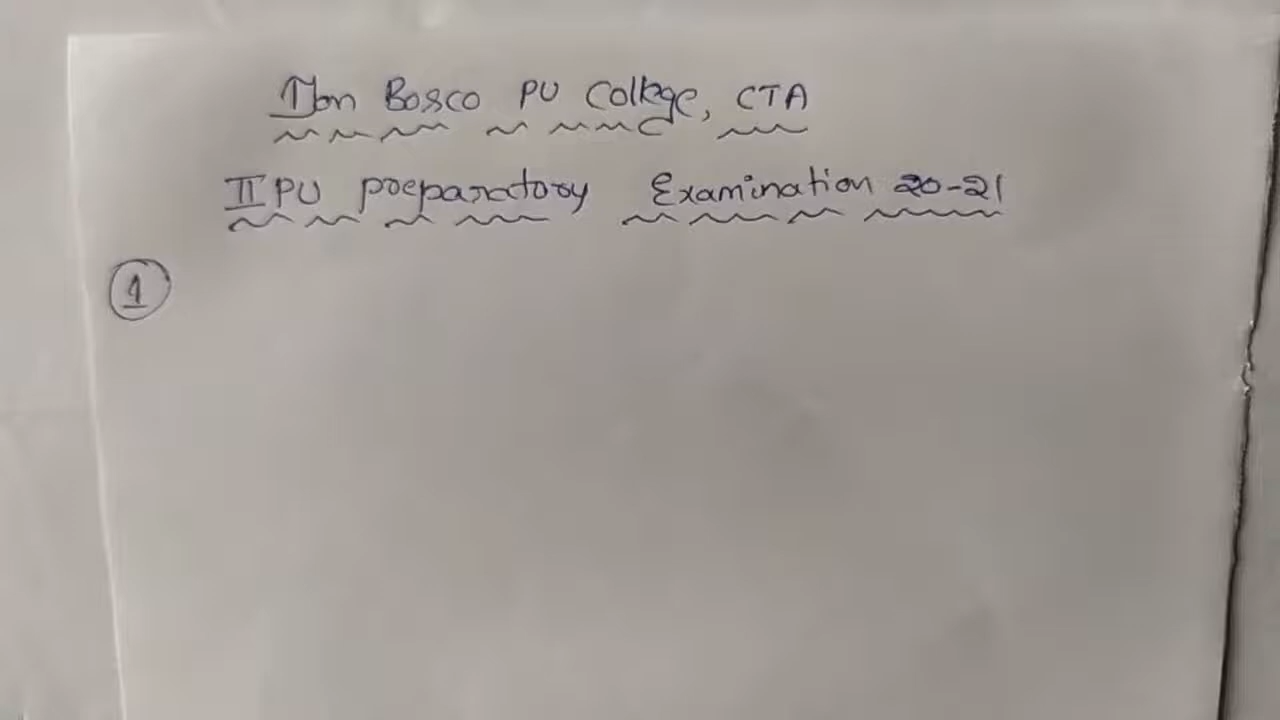 Don Bosco PU College, CTA
II PU preparatory Examination 20-21
1